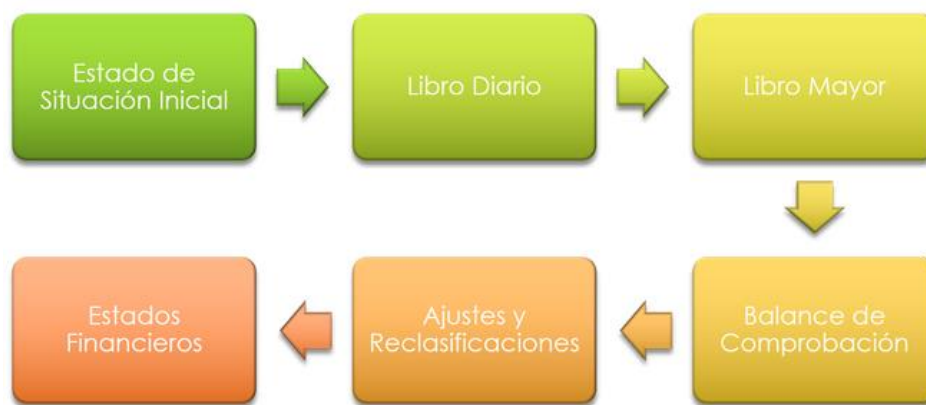 Estado de
Situación Inicial
Libro Diario
Libro Mayor
Balance de
Comprobación
Ajustes y
Reclasificaciones
Estados
Financieros